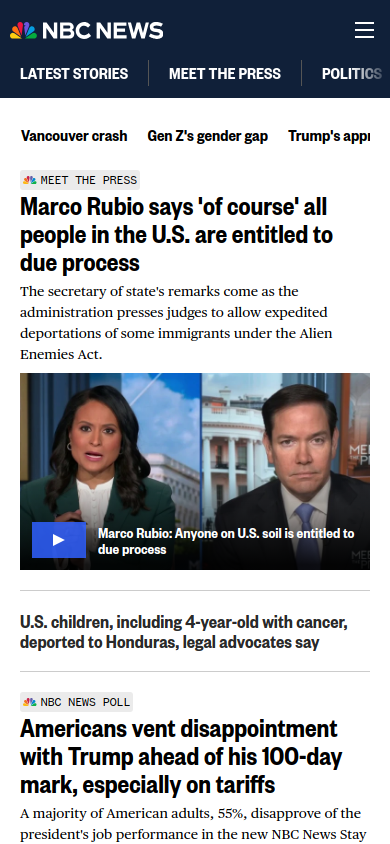 NBC NEWS
LATEST STORIES
MEET THE PRESS
POLITICS
Vancouver crash
Gen Z's gender gap
Trump's appr
MEET THE PRESS
Marco Rubio says 'of course' all
people in the U.S. are entitled to
due process
The secretary of state's remarks come as the
administration presses judges to allow expedited
deportations of some immigrants under the Alien
Enemies Act.
Marco Rubio: Anyone on U.S. soil is entitled to
due process
U.S. children, including 4-year-old with cancer,
deported to Honduras, legal advocates say
NBC NEWS POLL
Americans vent disappointment
with Trump ahead of his 100-day
mark, especially on tariffs
A majority of American adults, 55%, disapprove of the
president's job performance in the new NBC News Stay